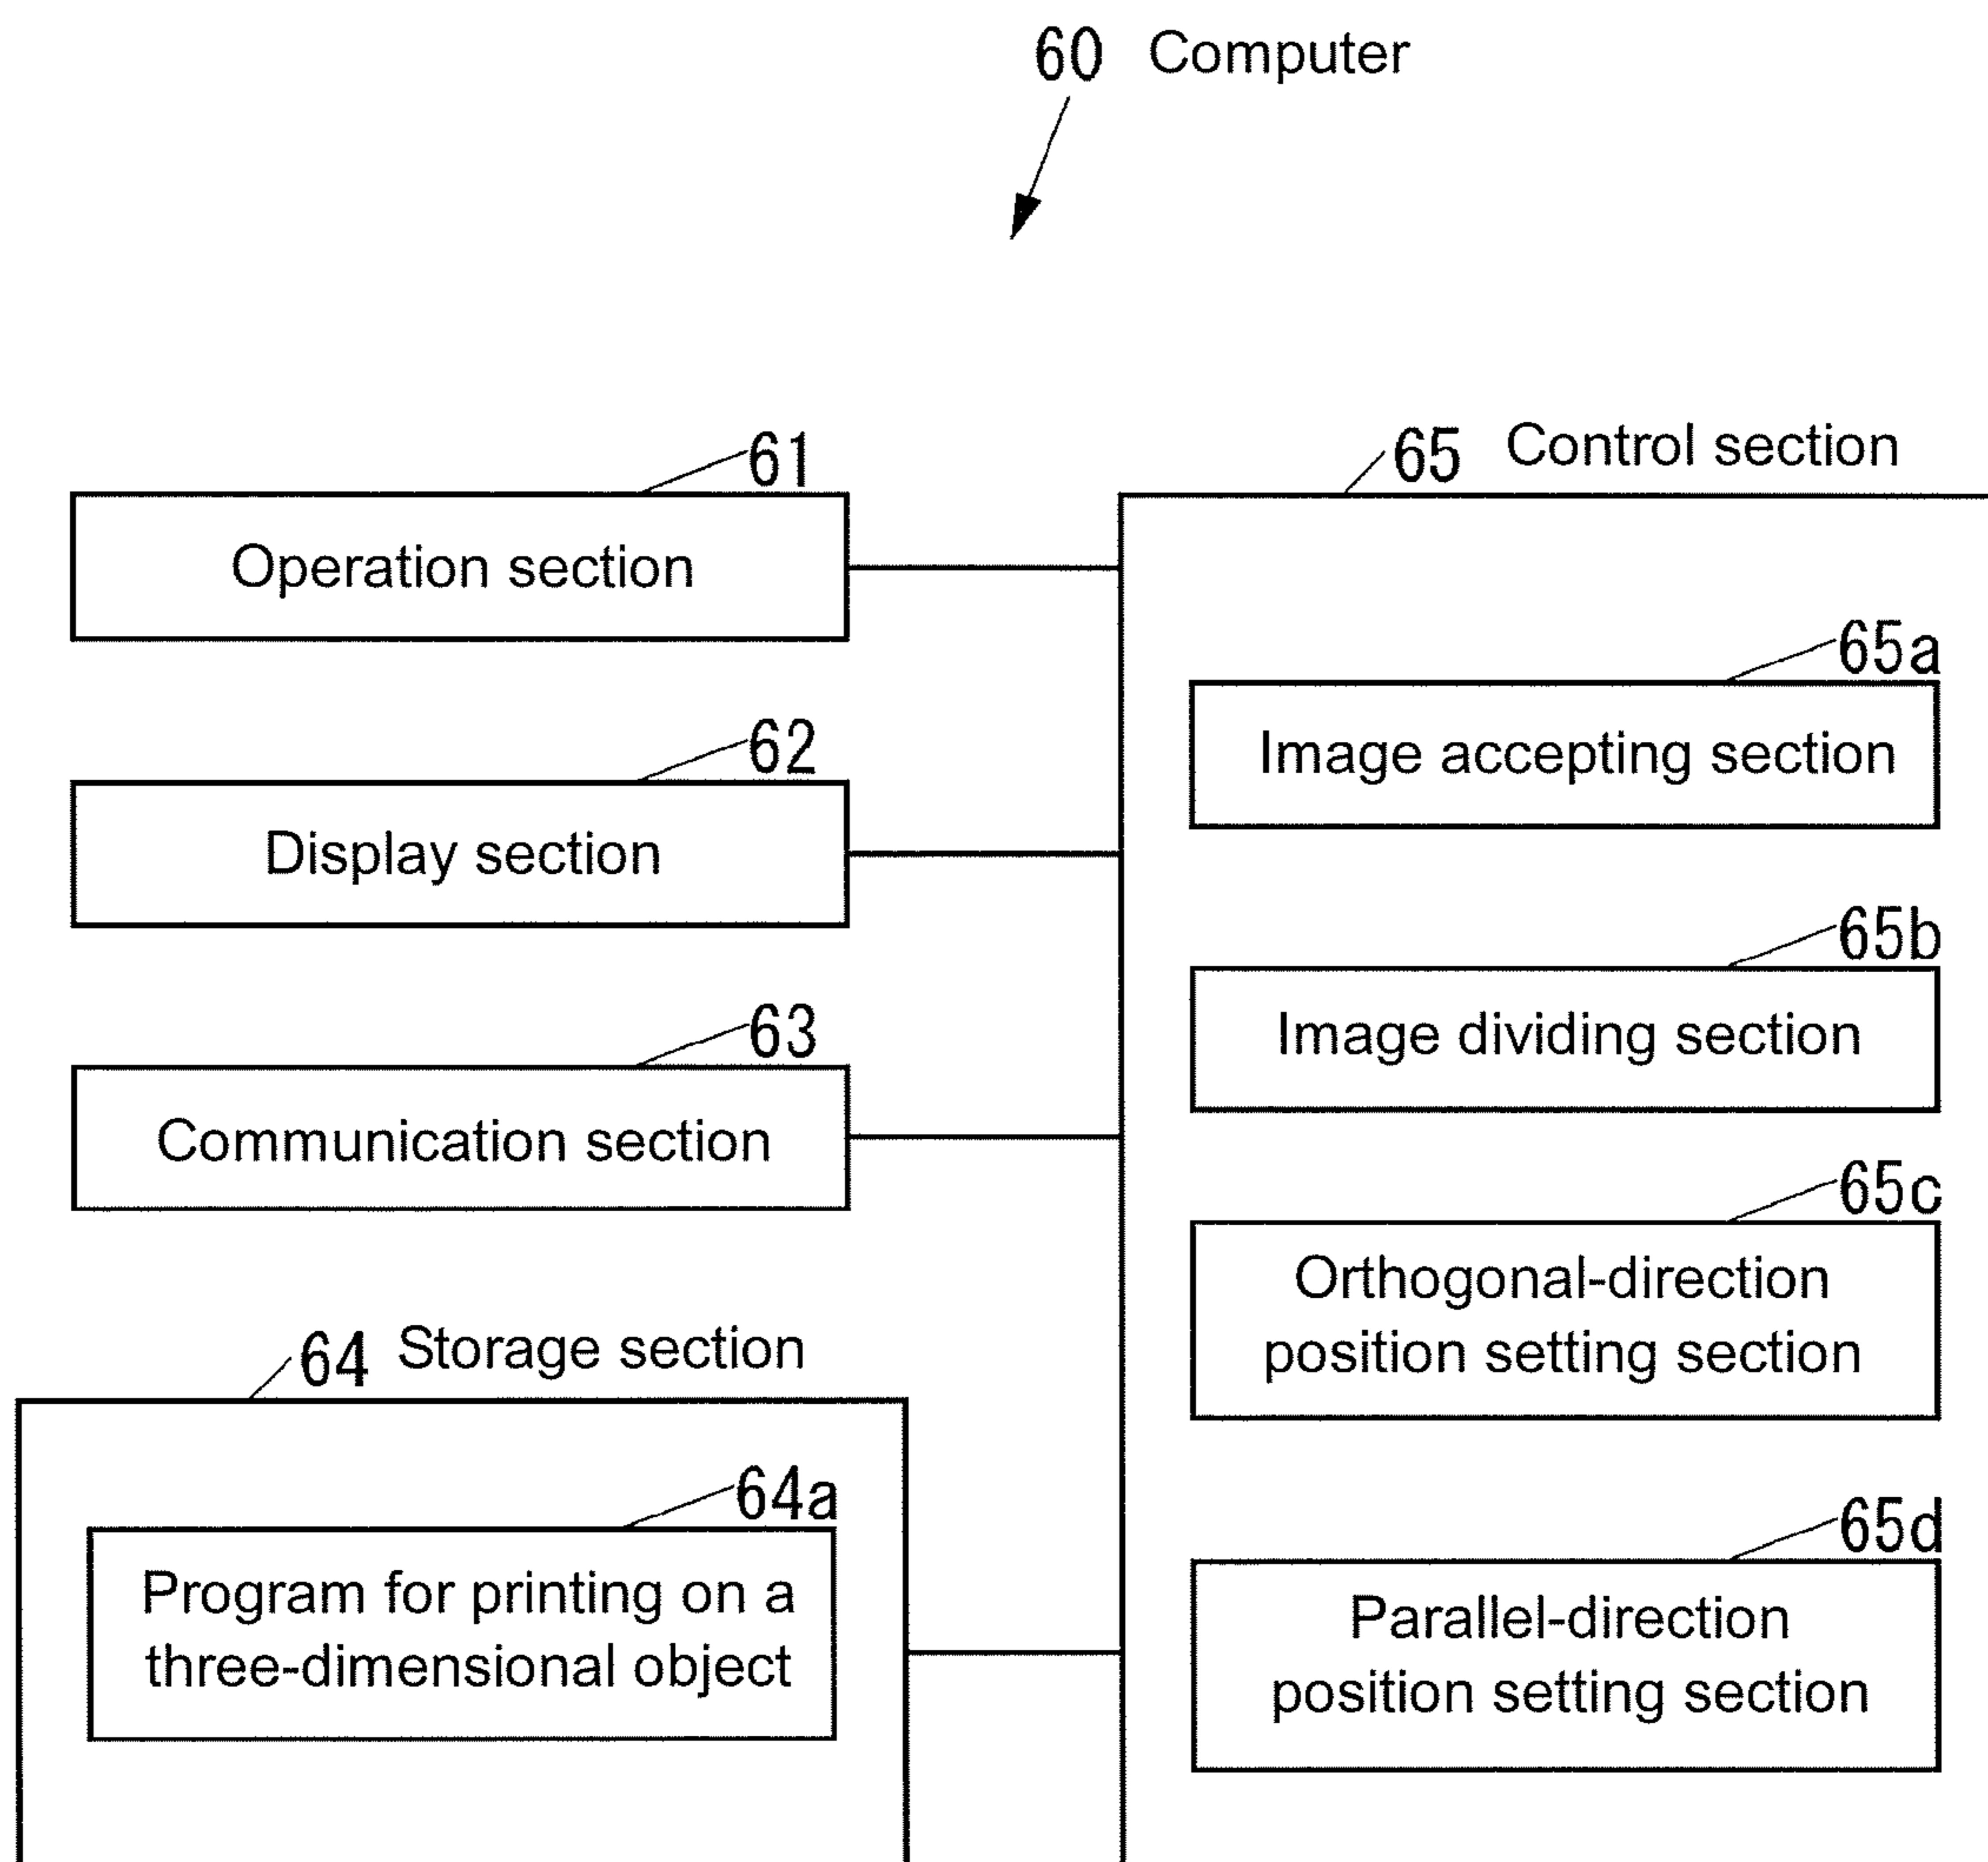 60 Computer
61
Operation section
62
Display section
63
Communication section
64 Storage section
64a
Program for printing on a
three-dimensional object
65 Control section
65a
Image accepting section
65b
Image dividing section
65c
Orthogonal-direction
position setting section
65d
Parallel-direction
position setting section